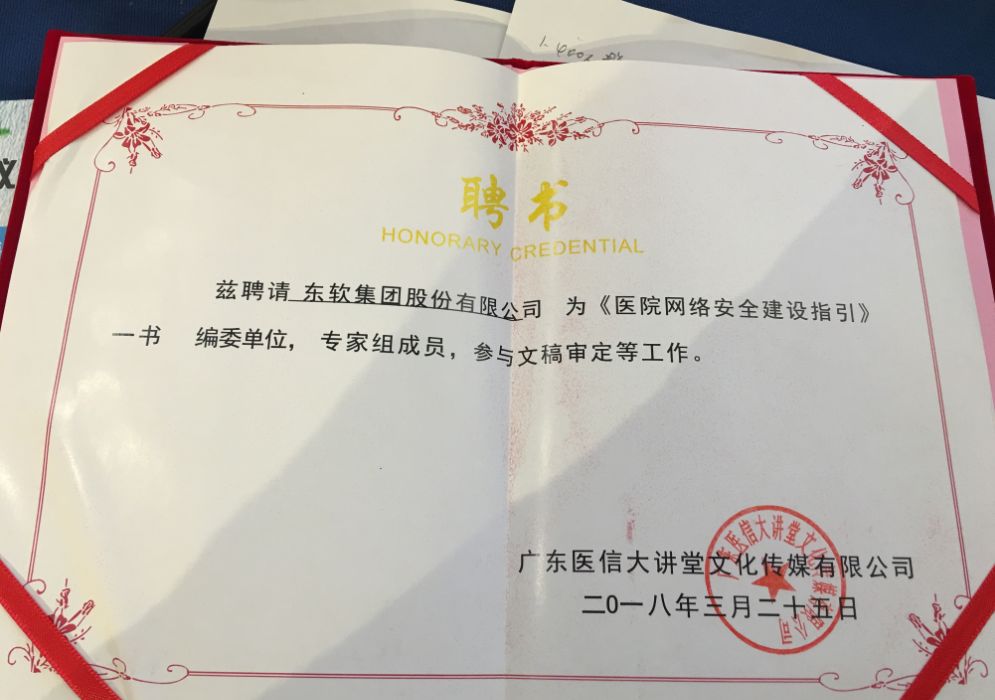 聘书
HONORARY CREDENTIAL
兹聘请 东软集团股份有限公司 为《医院网络安全建设指引》
一书 编委单位，专家组成员，参与文稿审定等工作。
广东医信大讲堂文化传媒有限公司
二0一八年三月二十五日
广东医信大讲堂文化传媒有限公司
议